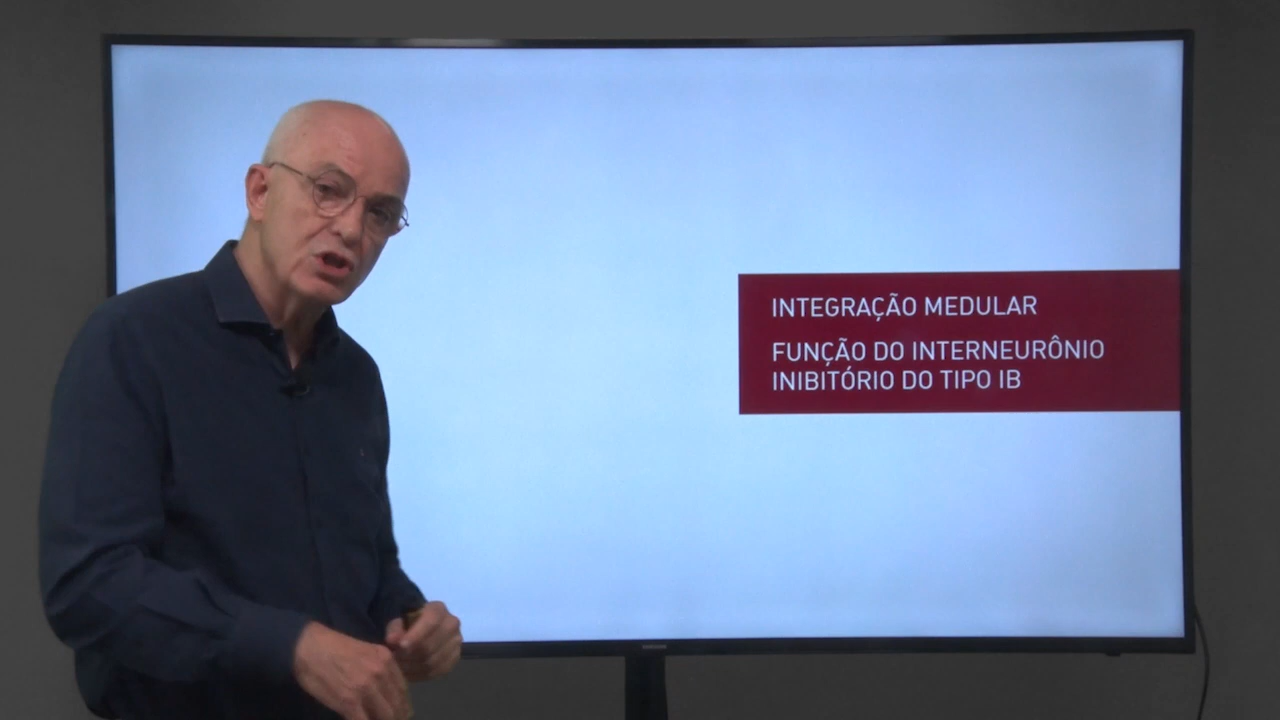 INTEGRAÇÃO MEDULAR
FUNÇÃO DO INTERNEURÔNIO
INIBITÓRIO DO TIPO IB